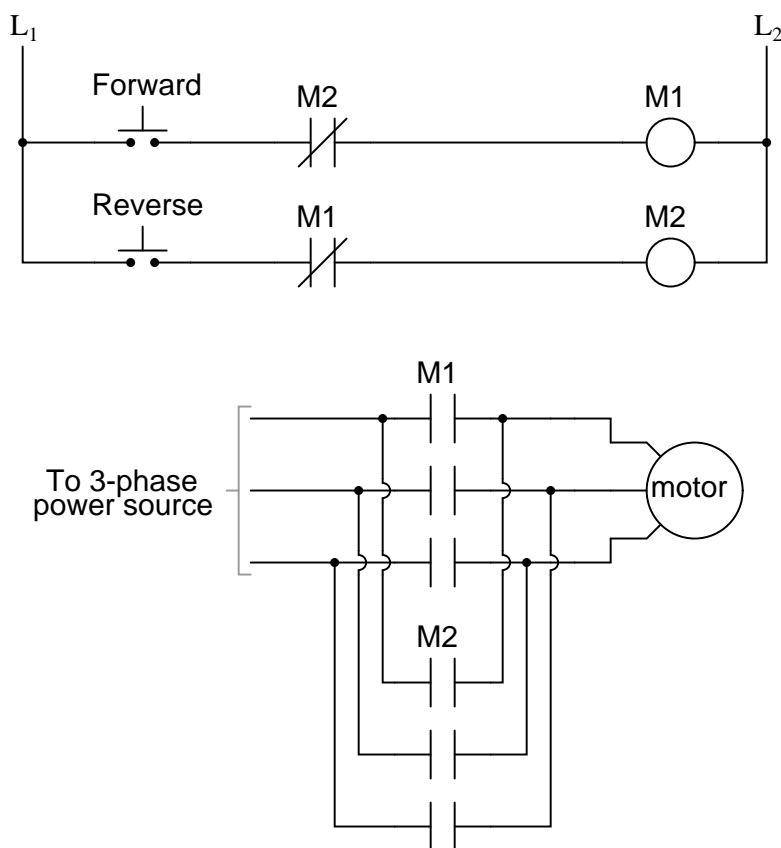 L1 L2
Forward
M2 M1
Reverse
M1 M2
M1
To 3-phase
power source
motor
M2